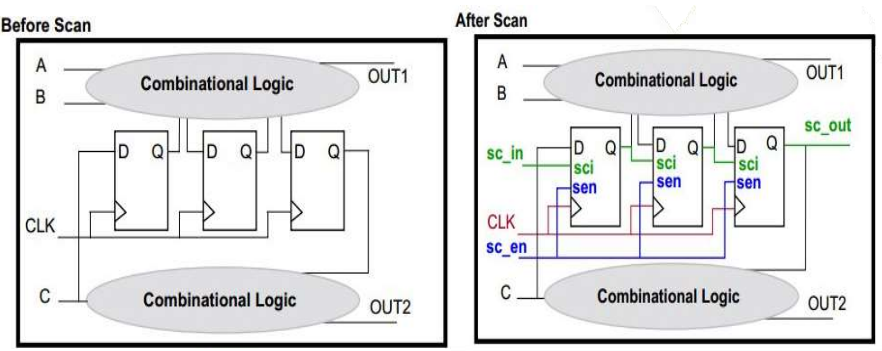 Before Scan
A
B
Combinational Logic
OUT1
D Q
D Q
D Q
CLK
C
Combinational Logic
OUT2
After Scan
A
B
Combinational Logic
OUT1
sc_out
sc_in
D Q
sci
sen
D Q
sci
sen
D Q
sci
sen
CLK
sc_en
C
Combinational Logic
OUT2